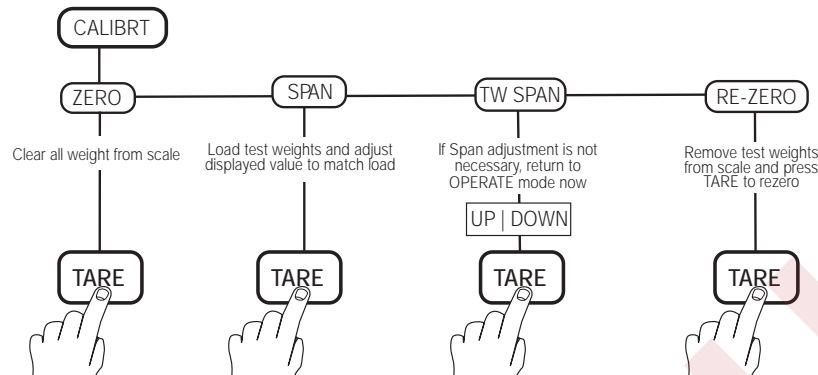 CALIBRT
ZERO
SPAN
TW SPAN
RE-ZERO
Clear all weight from scale
Load test weights and adjust
displayed value to match load
If Span adjustment is not
necessary, return to
OPERATE mode now
Remove test weights
from scale and press
TARE to rezero
UP | DOWN
TARE
TARE
TARE
TARE